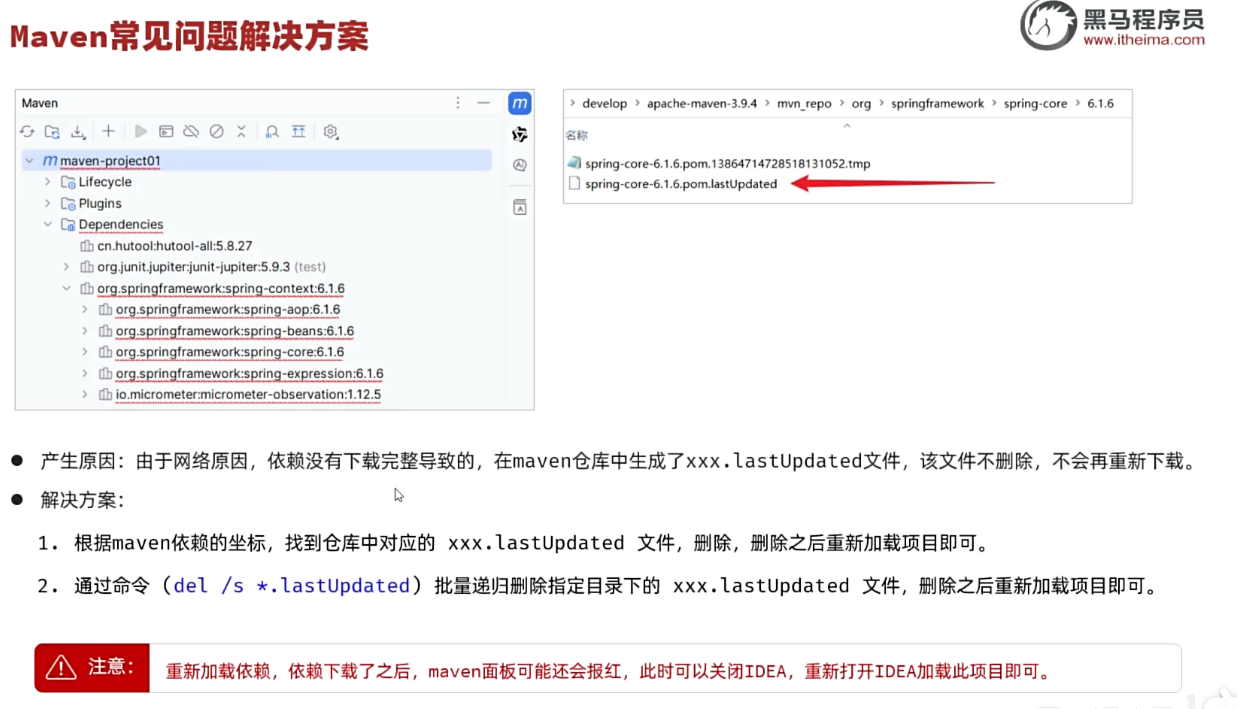 Maven常见问题解决方案
黑马程序员
www.itheima.com
Maven
m
maven-project01
Lifecycle
Plugins
Dependencies
cn.hutool:hutool-all:5.8.27
org.junit.jupiter:junit-jupiter:5.9.3 (test)
org.springframework:spring-context:6.1.6
org.springframework:spring-aop:6.1.6
org.springframework:spring-beans:6.1.6
org.springframework:spring-core:6.1.6
org.springframework:spring-expression:6.1.6
io.micrometer:micrometer-observation:1.12.5
> develop > apache-maven-3.9.4 > mvn_repo > org > springframework > spring-core > 6.1.6
名称
spring-core-6.1.6.pom.13864714728518131052.tmp
spring-core-6.1.6.pom.lastUpdated
● 产生原因：由于网络原因，依赖没有下载完整导致的，在maven仓库中生成了xxx.lastUpdated文件，该文件不删除，不会再重新下载。
● 解决方案：
1. 根据maven依赖的坐标，找到仓库中对应的 xxx.lastUpdated 文件，删除，删除之后重新加载项目即可。
2. 通过命令（del /s *.lastUpdated）批量递归删除指定目录下的 xxx.lastUpdated 文件，删除之后重新加载项目即可。
注意：
重新加载依赖，依赖下载了之后，maven面板可能还会报红，此时可以关闭IDEA，重新打开IDEA加载此项目即可。